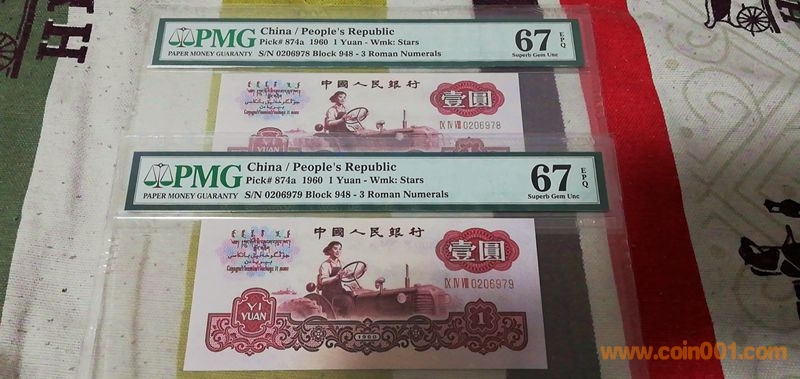 PMG
PAPER MONEY GUARANTY
China / People's Republic
Pick# 874a 1960 1 Yuan - Wmk: Stars
S/N 0206978 Block 948 - 3 Roman Numerals
67 EPQ
Superb Gem Unc
中國人民銀行
壹圓
IX IV VIII 0206978
PMG
PAPER MONEY GUARANTY
China / People's Republic
Pick# 874a 1960 1 Yuan - Wmk: Stars
S/N 0206979 Block 948 - 3 Roman Numerals
67 EPQ
Superb Gem Unc
中國人民銀行
壹圓
IX IV VIII 0206979
YI
YUAN
1960
1
www.coin001.com